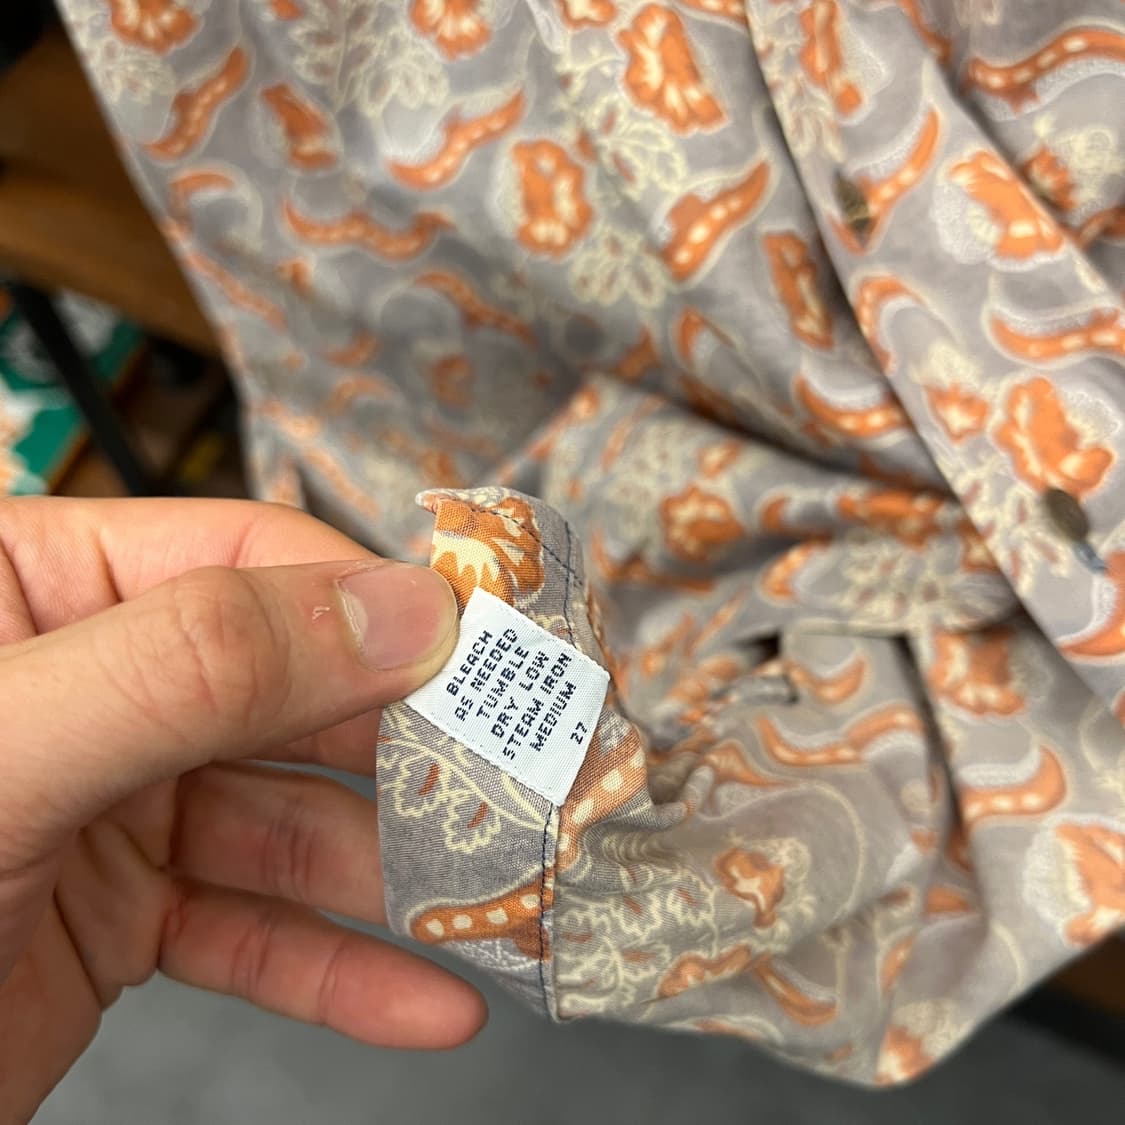 BLEACH
AS NEEDED
TUMBLE
DRY LOW
STEAM IRON
MEDIUM
27